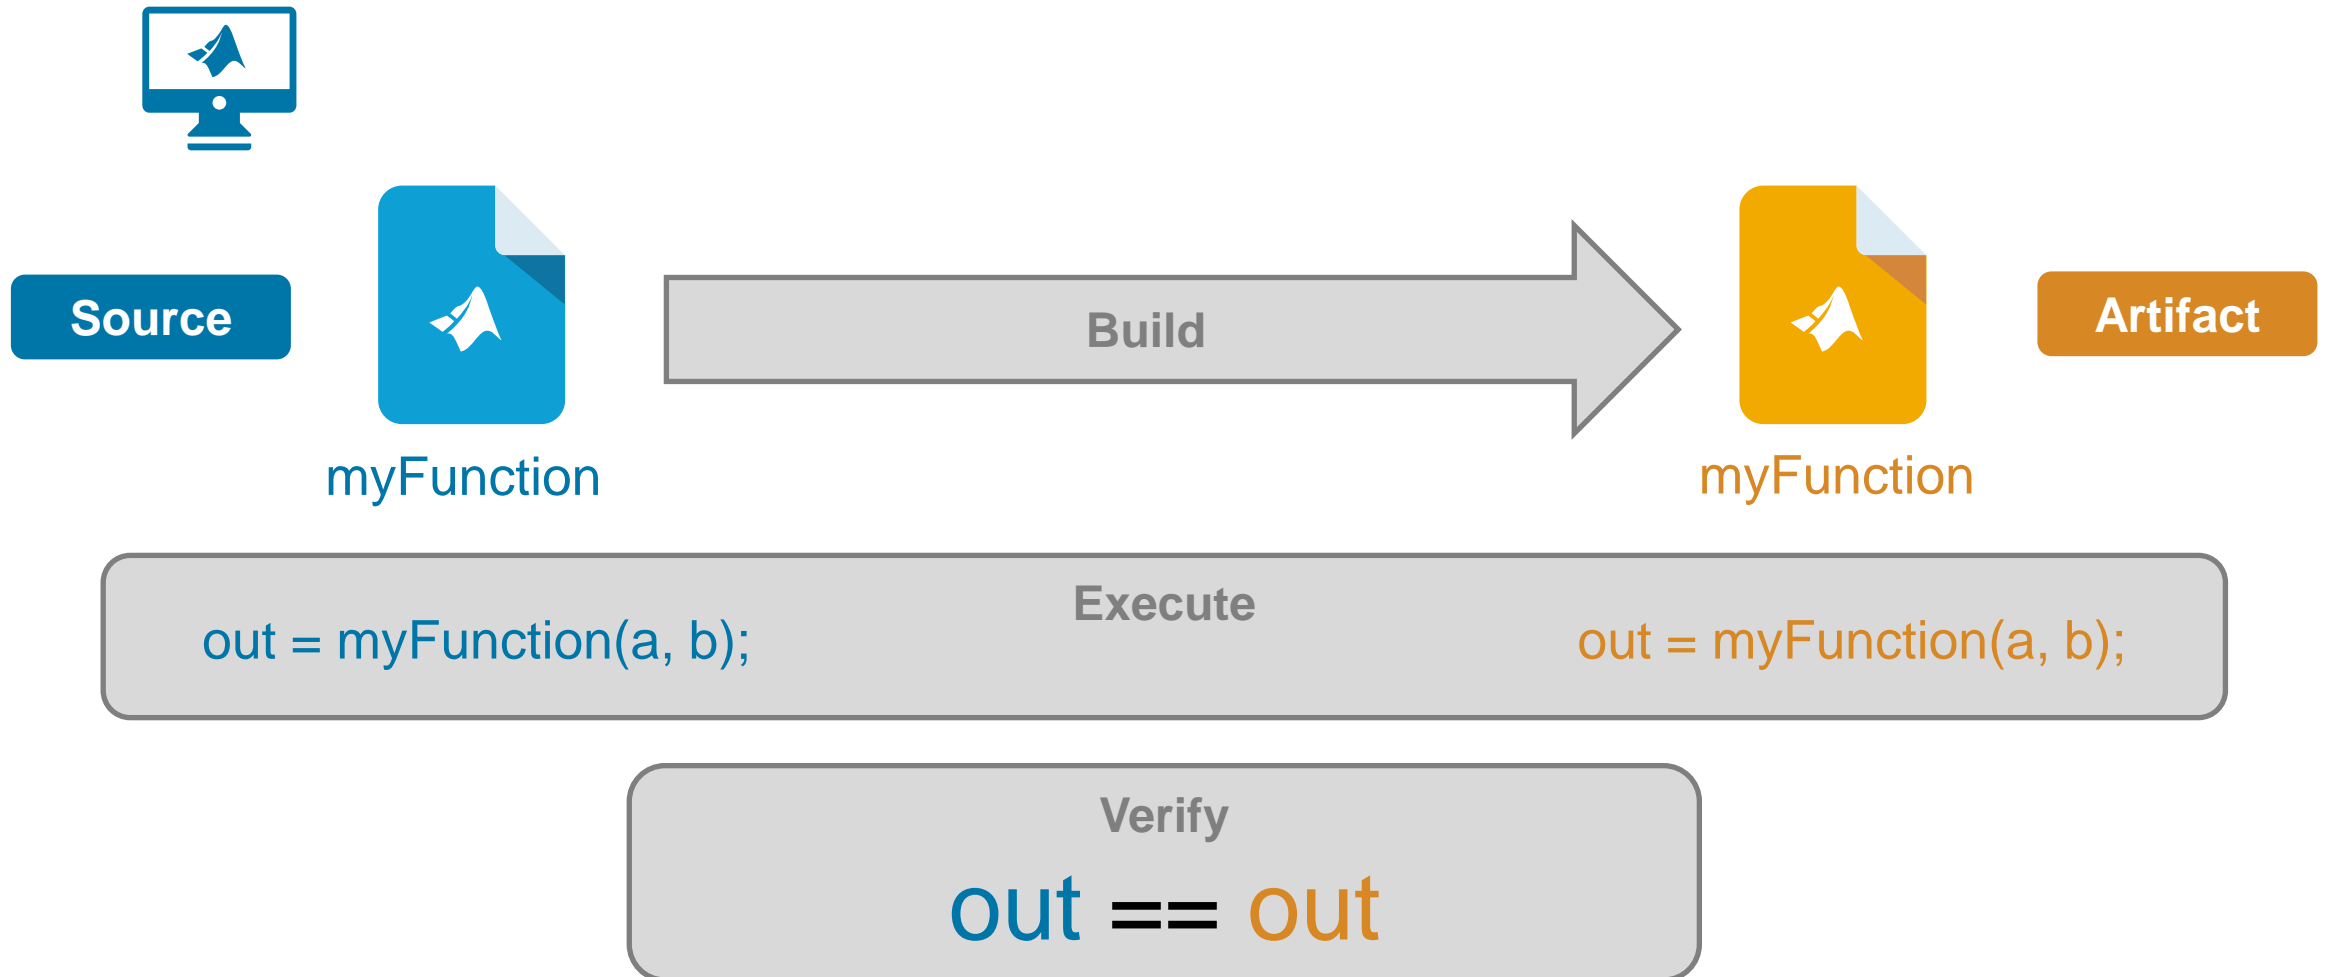 Source
Build
Artifact
myFunction
myFunction
Execute
out = myFunction(a, b);
out = myFunction(a, b);
Verify
out == out